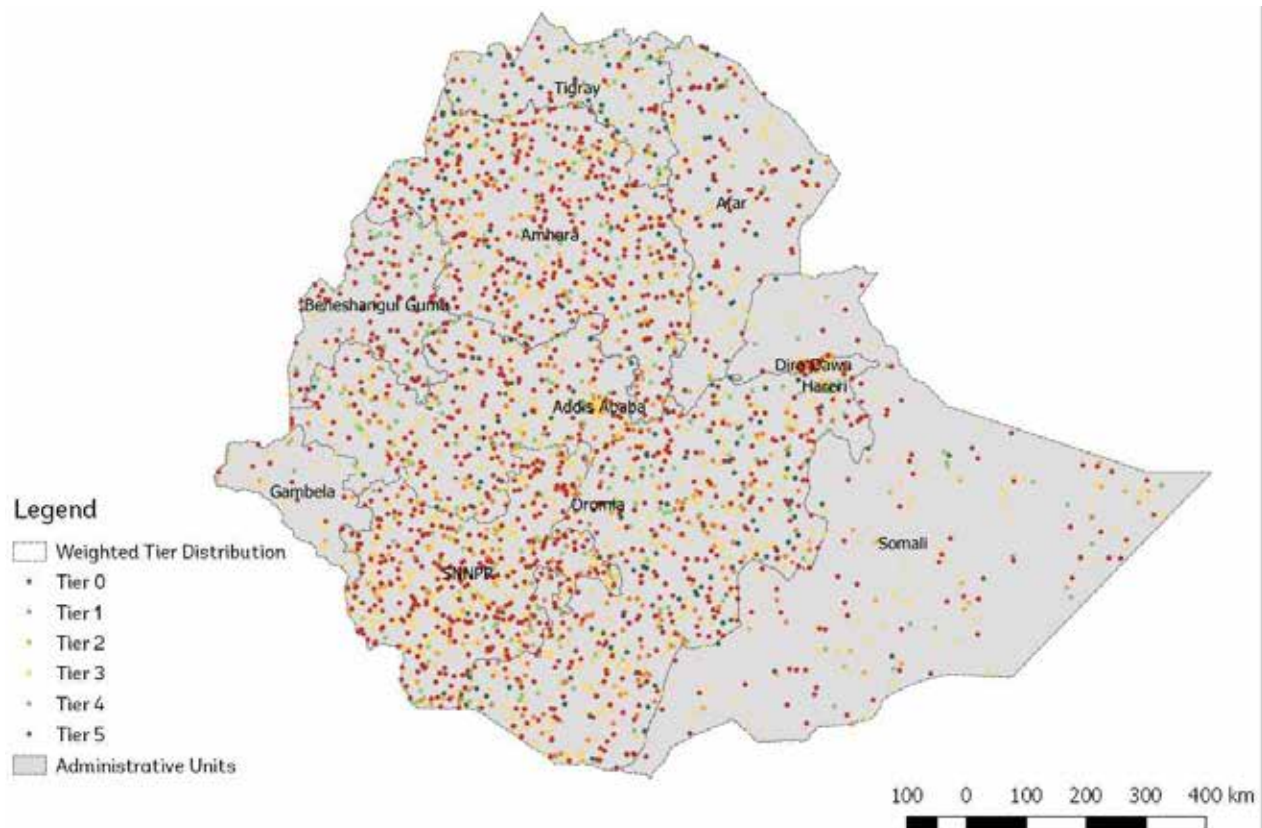 Tigray
Afar
Amhara
Beneshangul Gumu
Dire Dawa
Hareri
Addis Ababa
Gambela
Oromia
Somali
SNNPR
Legend
Weighted Tier Distribution
Tier 0
Tier 1
Tier 2
Tier 3
Tier 4
Tier 5
Administrative Units
100 0 100 200 300 400 km